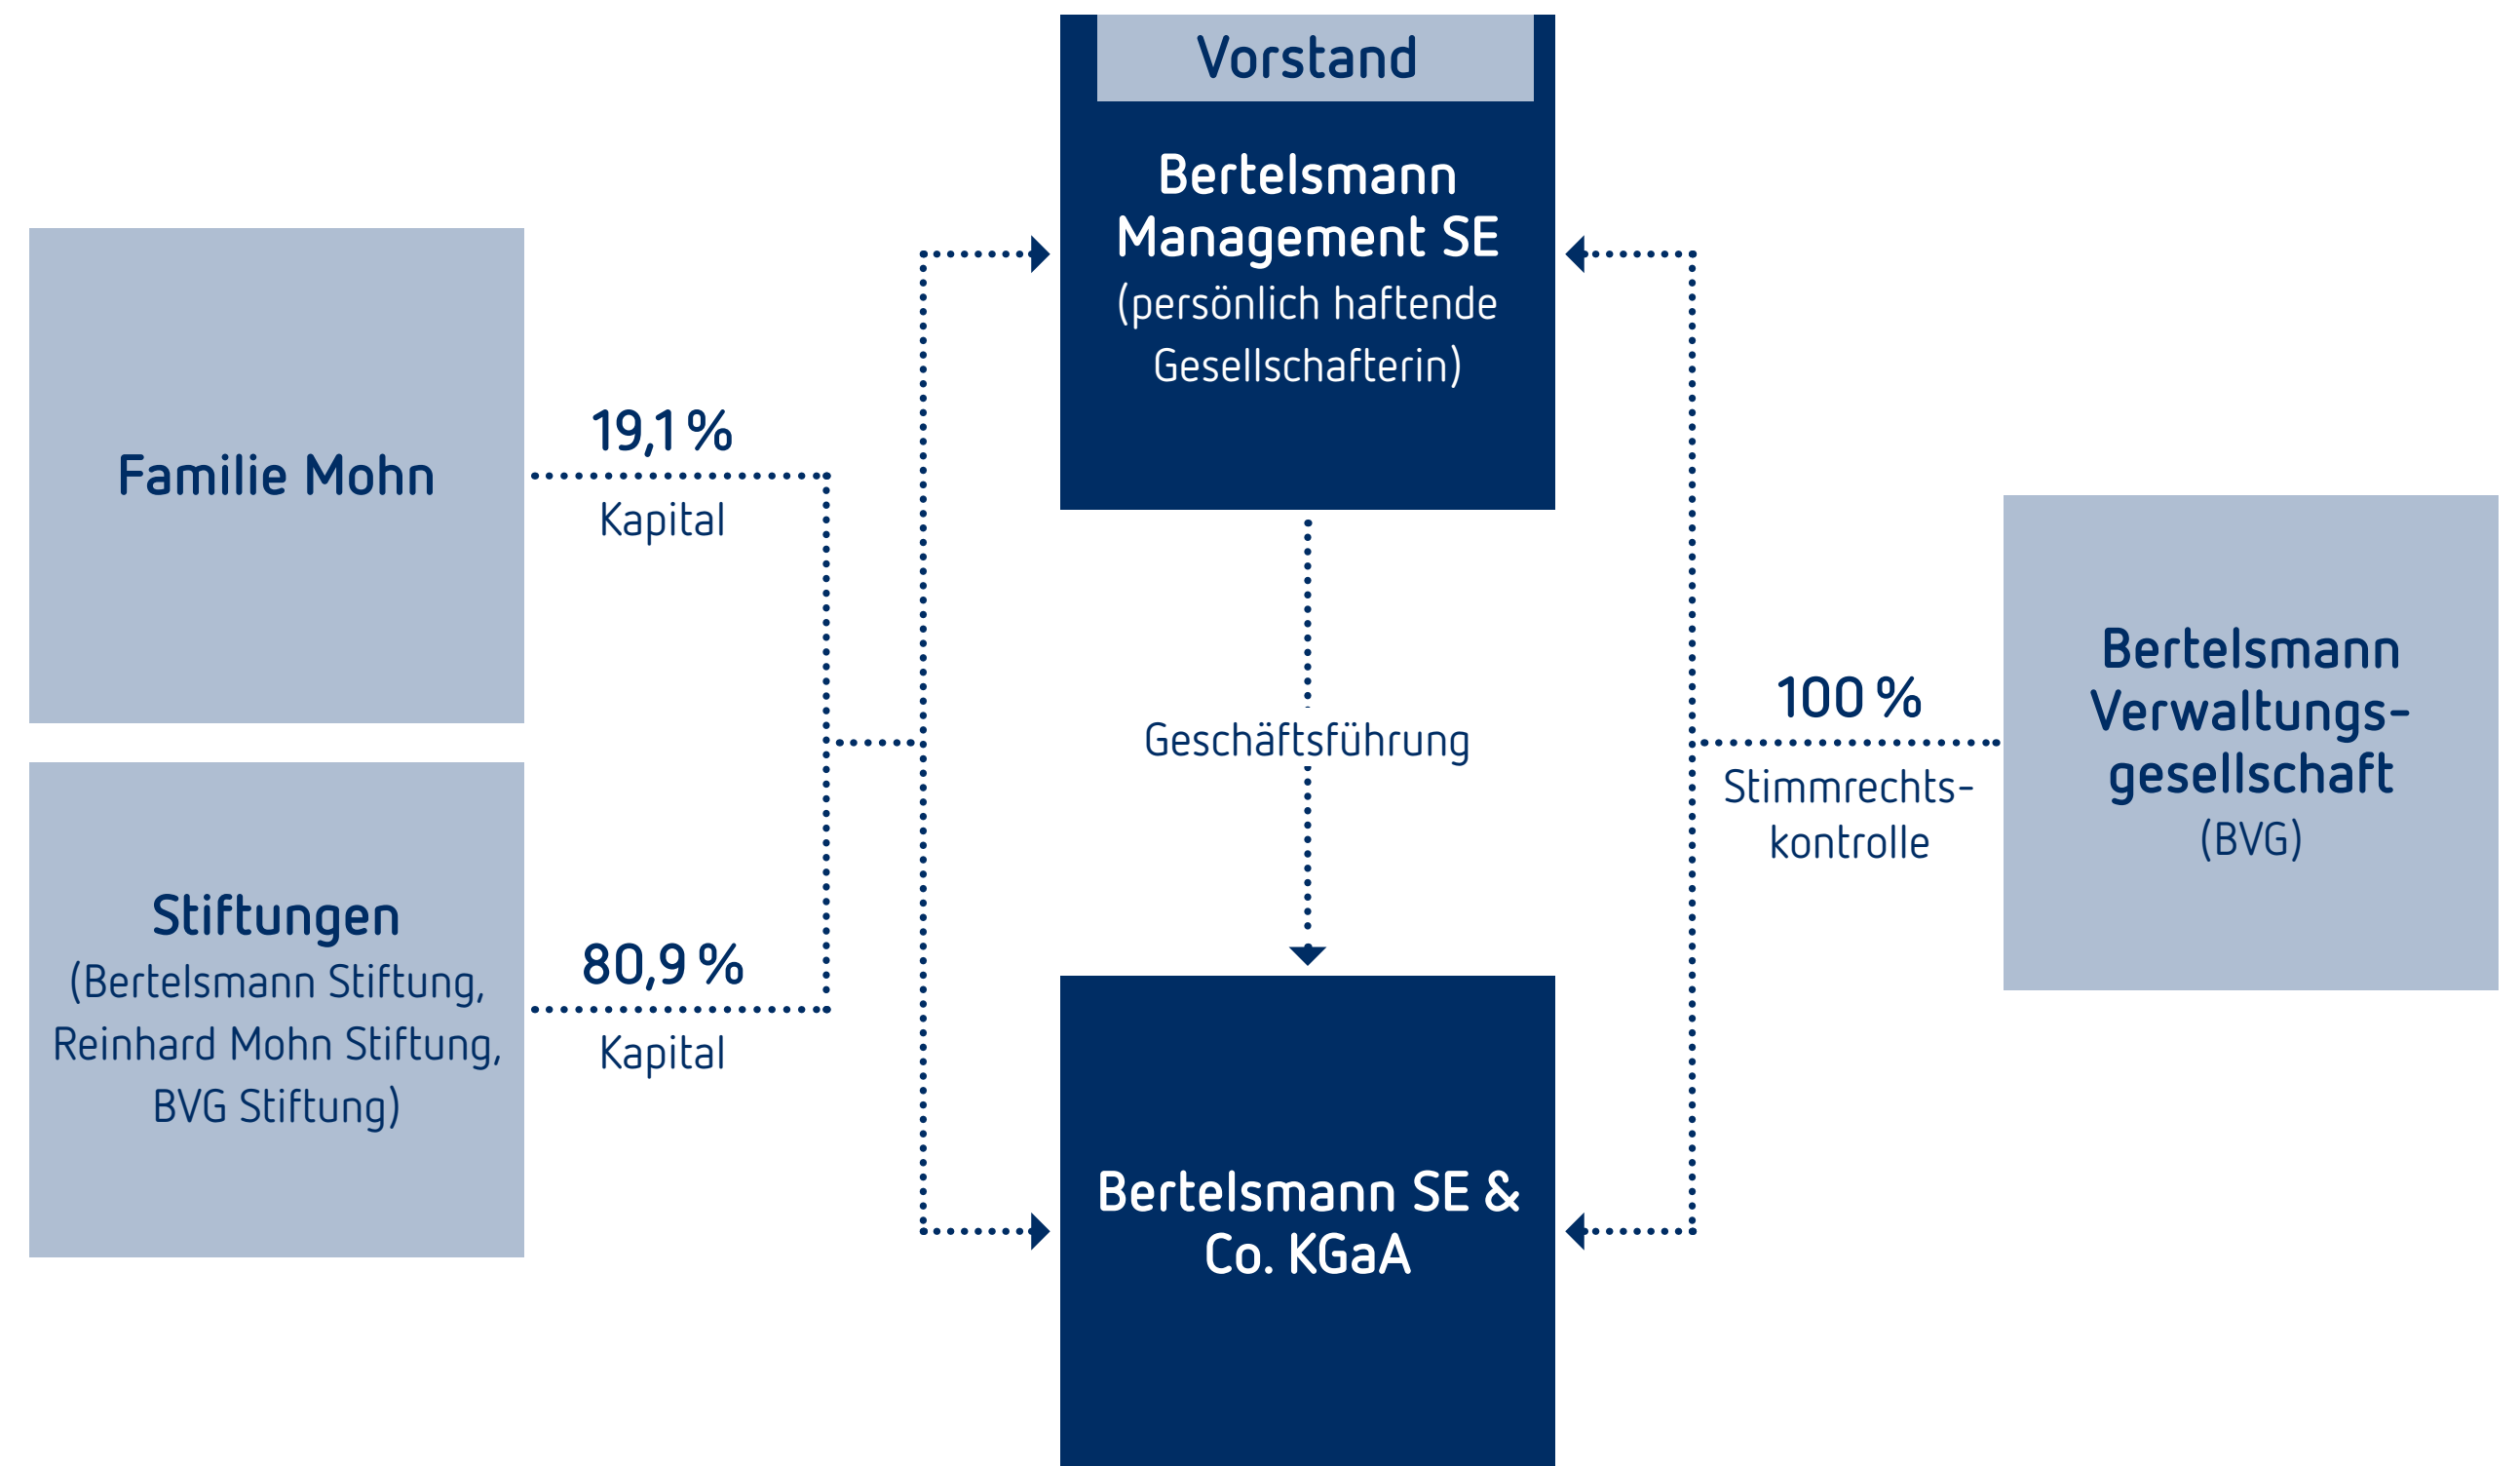 Vorstand
Bertelsmann
Management SE
(persönlich haftende
Gesellschafterin)
Familie Mohn
19,1 %
Kapital
Stiftungen
(Bertelsmann Stiftung,
Reinhard Mohn Stiftung,
BVG Stiftung)
80,9 %
Kapital
Geschäftsführung
100 %
Stimmrechts-
kontrolle
Bertelsmann
Verwaltungs-
gesellschaft
(BVG)
Bertelsmann SE &
Co. KGaA